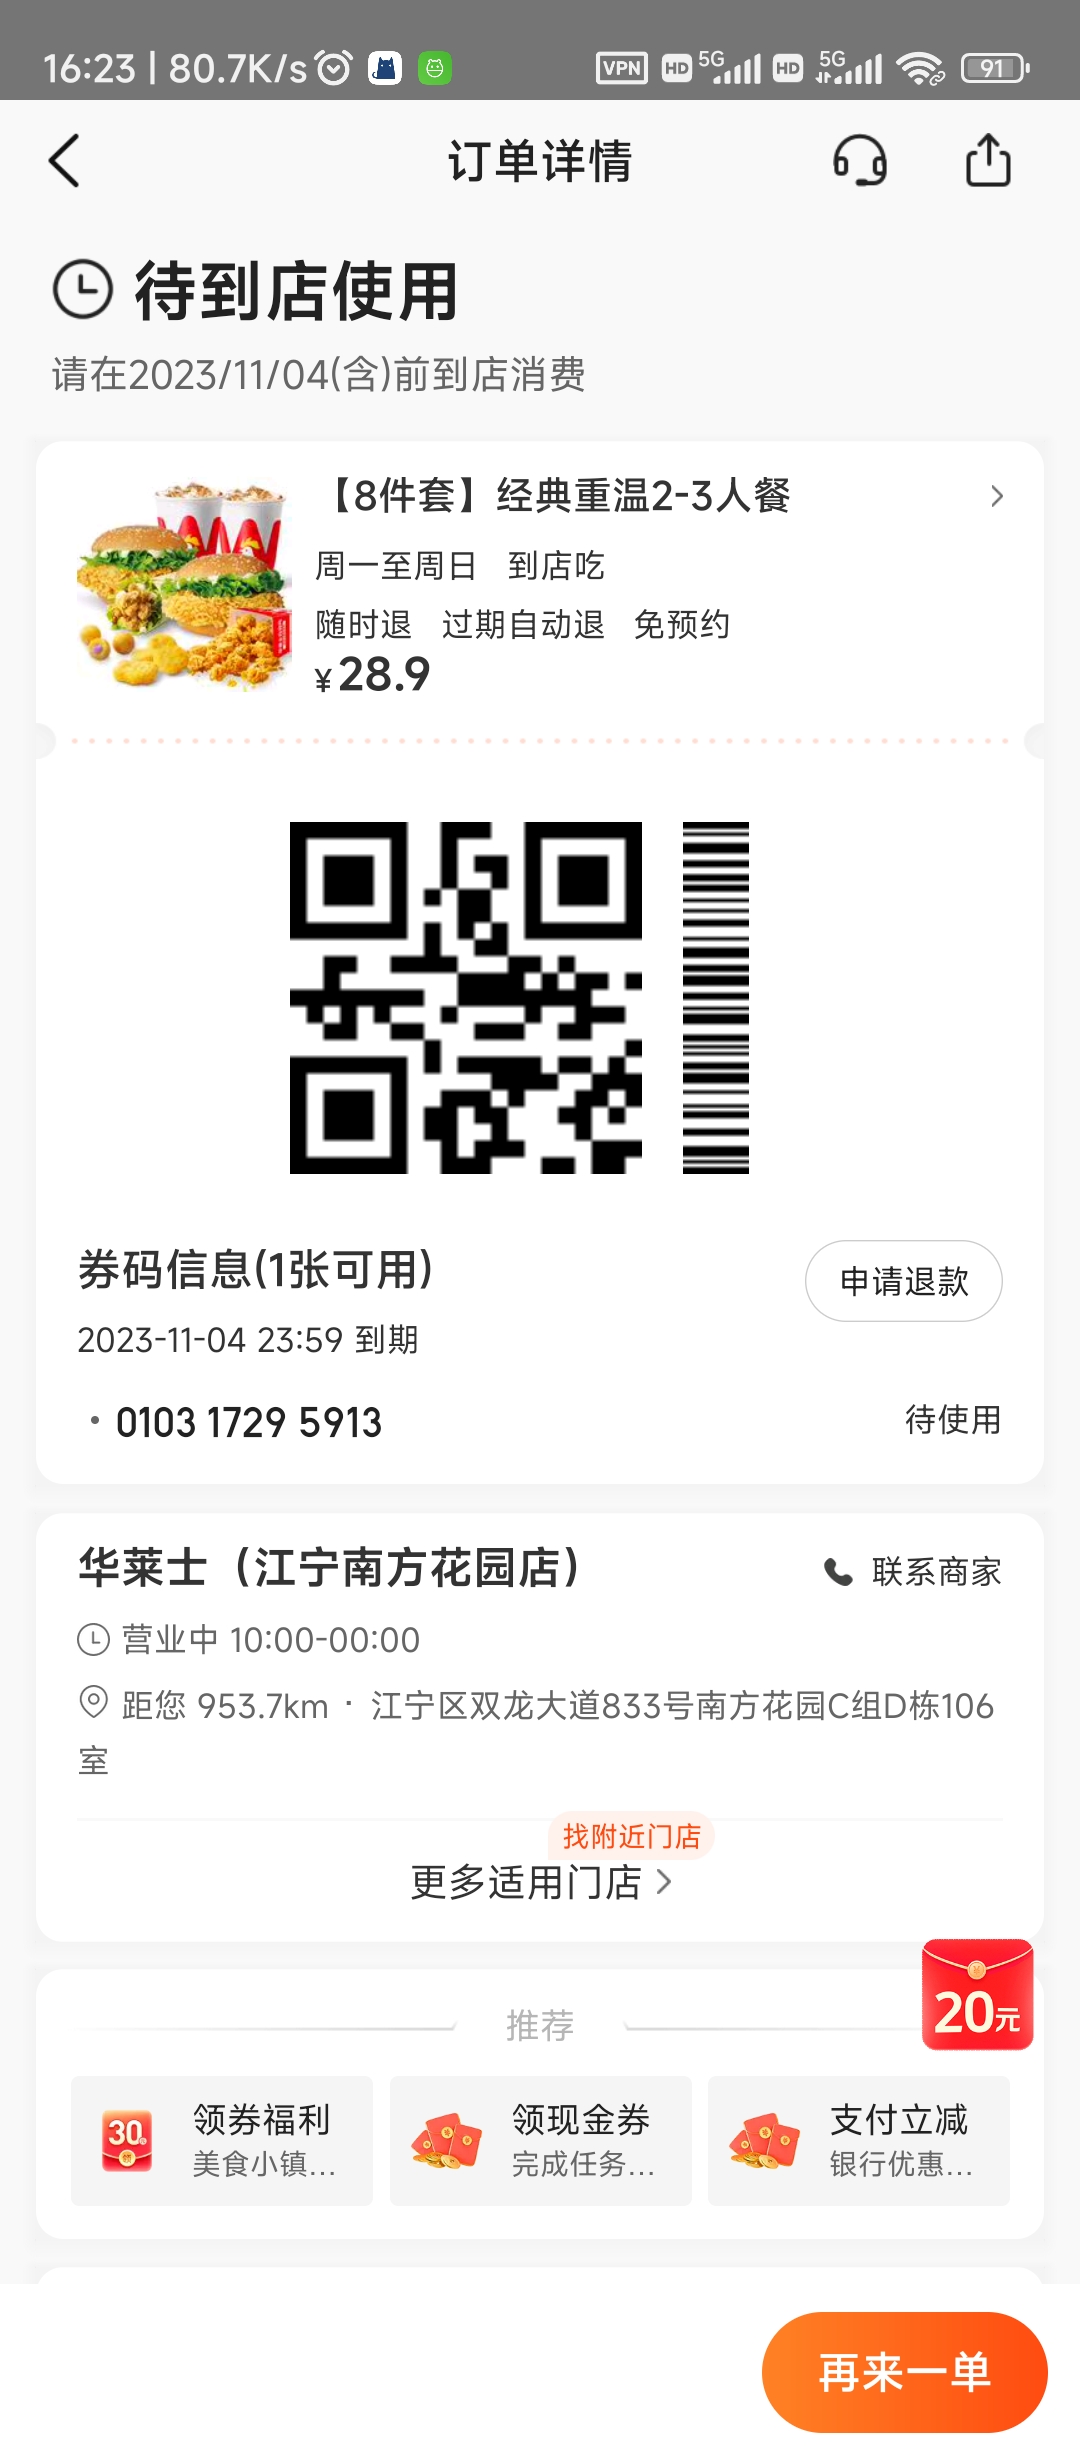 16:23 | 80.7K/s VPN HD 5G HD 5G 91
订单详情
待到店使用
请在2023/11/04(含)前到店消费
【8件套】经典重温2-3人餐
周一至周日 到店吃
随时退 过期自动退 免预约
¥28.9
券码信息(1张可用)
申请退款
2023-11-04 23:59 到期
· 0103 1729 5913
待使用
华莱士（江宁南方花园店）
联系商家
营业中 10:00-00:00
距您 953.7km · 江宁区双龙大道833号南方花园C组D栋106
室
找附近门店
更多适用门店
20元
推荐
30
领
领券福利
美食小镇...
领现金券
完成任务...
支付立减
银行优惠...
再来一单